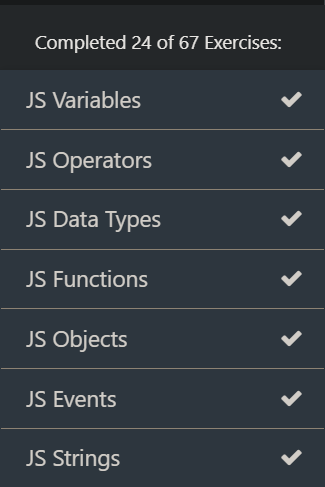 Completed 24 of 67 Exercises:
JS Variables
JS Operators
JS Data Types
JS Functions
JS Objects
JS Events
JS Strings